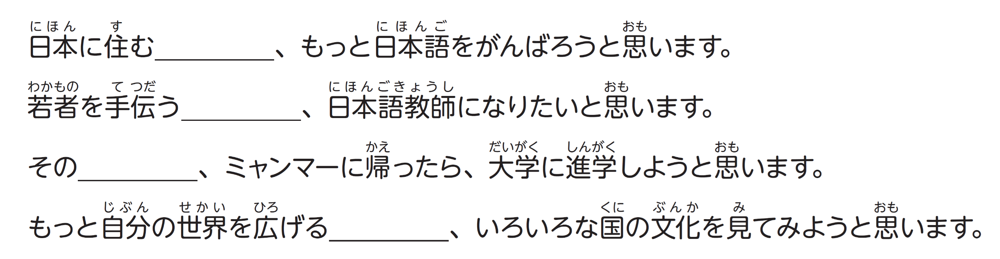 にほん す にほんご おも
日本に住む＿＿＿＿＿、もっと日本語をがんばろうと思います。
わかもの てつだ にほんごきょうし おも
若者を手伝う＿＿＿＿＿、日本語教師になりたいと思います。
かえ だいがく しんがく おも
その＿＿＿＿＿、ミャンマーに帰ったら、大学に進学しようと思います。
じぶん せかい ひろ くに ぶんか み おも
もっと自分の世界を広げる＿＿＿＿＿、いろいろな国の文化を見てみようと思います。